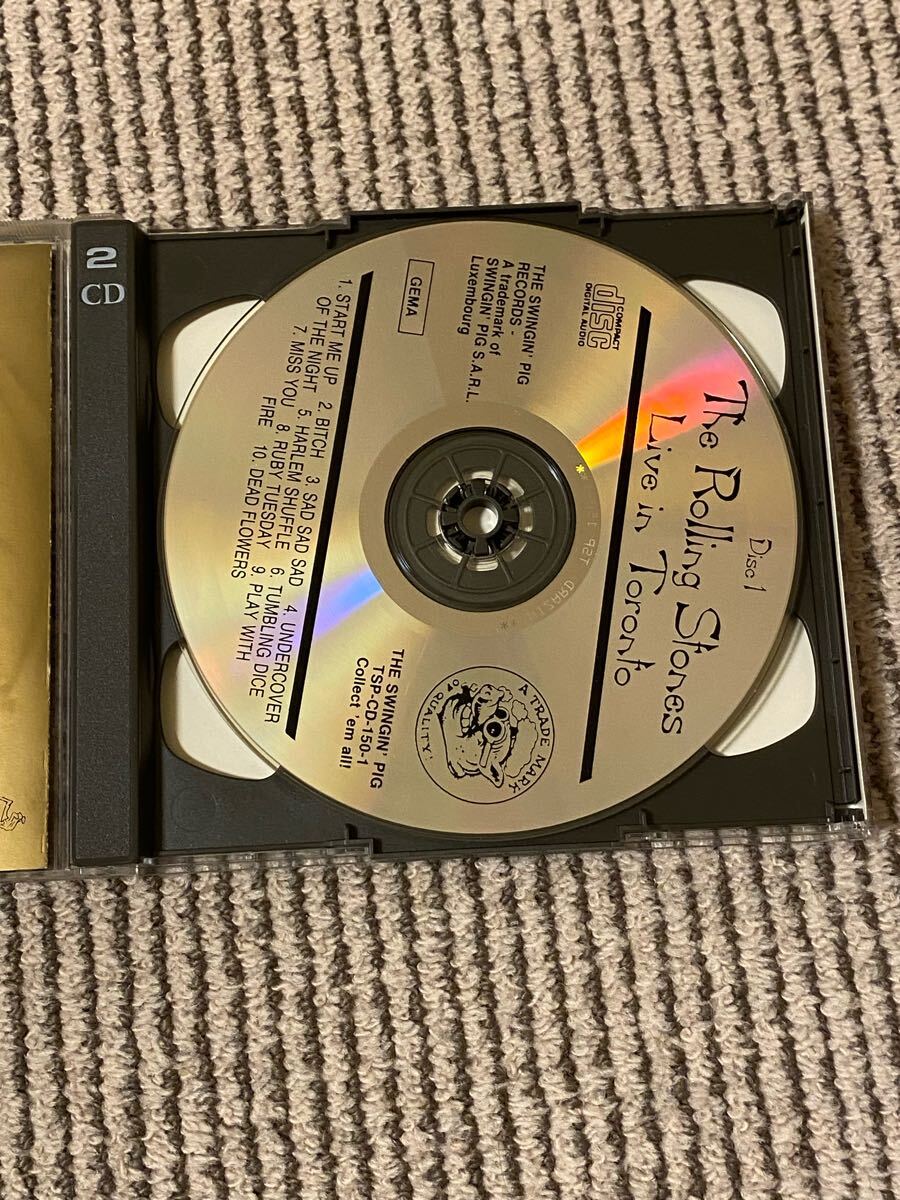 2
CD
Disc 1
The Rolling Stones
Live in Toronto
COMPACT
disc
DIGITAL AUDIO
THE SWINGIN' PIG
RECORDS -
A trademark of
SWINGIN' PIG S.A.R.L.
Luxembourg
GEMA
A TRADE MARK
OF QUALITY
THE SWINGIN' PIG
TSP-CD-150-1
Collect 'em all!
1. START ME UP 2. BITCH 3. SAD SAD SAD 4. UNDERCOVER
OF THE NIGHT 5. HARLEM SHUFFLE 6. TUMBLING DICE
7. MISS YOU 8. RUBY TUESDAY 9. PLAY WITH
FIRE 10. DEAD FLOWERS